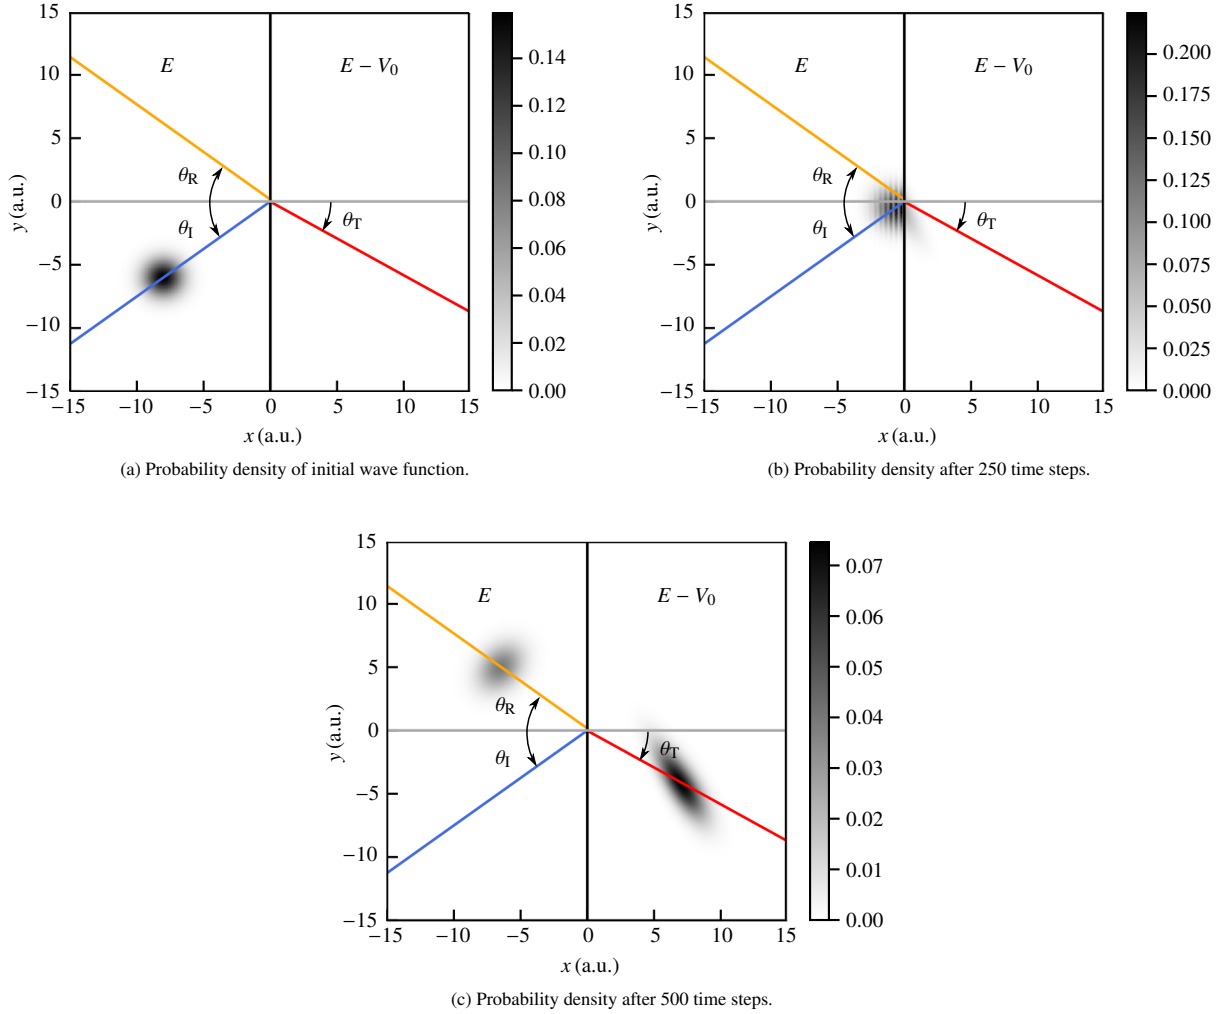 15
10
5
0
−5
−10
−15
−15
−10
−5
0
5
10
15
y (a.u.)
x (a.u.)
E
E − V0
θR
θI
θT
0.14
0.12
0.10
0.08
0.06
0.04
0.02
0.00
(a) Probability density of initial wave function.
15
10
5
0
−5
−10
−15
−15
−10
−5
0
5
10
15
y (a.u.)
x (a.u.)
E
E − V0
θR
θI
θT
0.200
0.175
0.150
0.125
0.100
0.075
0.050
0.025
0.000
(b) Probability density after 250 time steps.
15
10
5
0
−5
−10
−15
−15
−10
−5
0
5
10
15
y (a.u.)
x (a.u.)
E
E − V0
θR
θI
θT
0.07
0.06
0.05
0.04
0.03
0.02
0.01
0.00
(c) Probability density after 500 time steps.